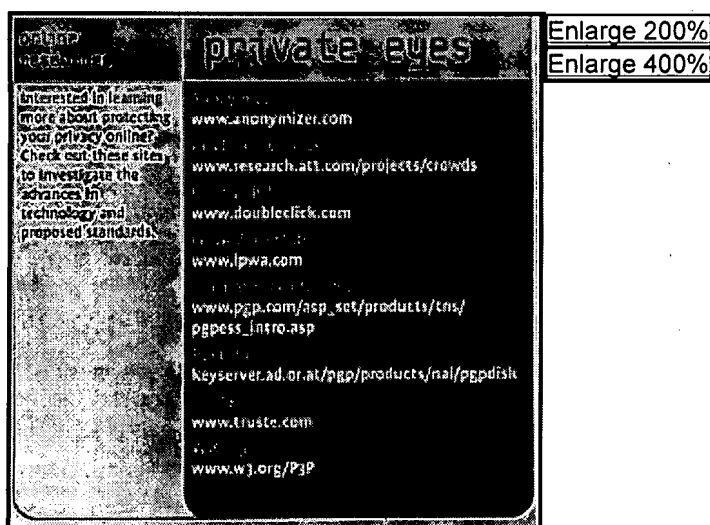 online
resources
private eyes
Enlarge 200%
Enlarge 400%
Interested in learning
more about protecting
your privacy online?
Check out these sites
to investigate the
advances in
technology and
proposed standards.
www.anonymizer.com
www.research.att.com/projects/crowds
www.doubleclick.com
www.lpwa.com
www.pgp.com/asp_set/products/tns/
pgpess_intro.asp
keyserver.ad.or.at/pgp/products/nai/pgpdisk
www.truste.com
www.w3.org/P3P